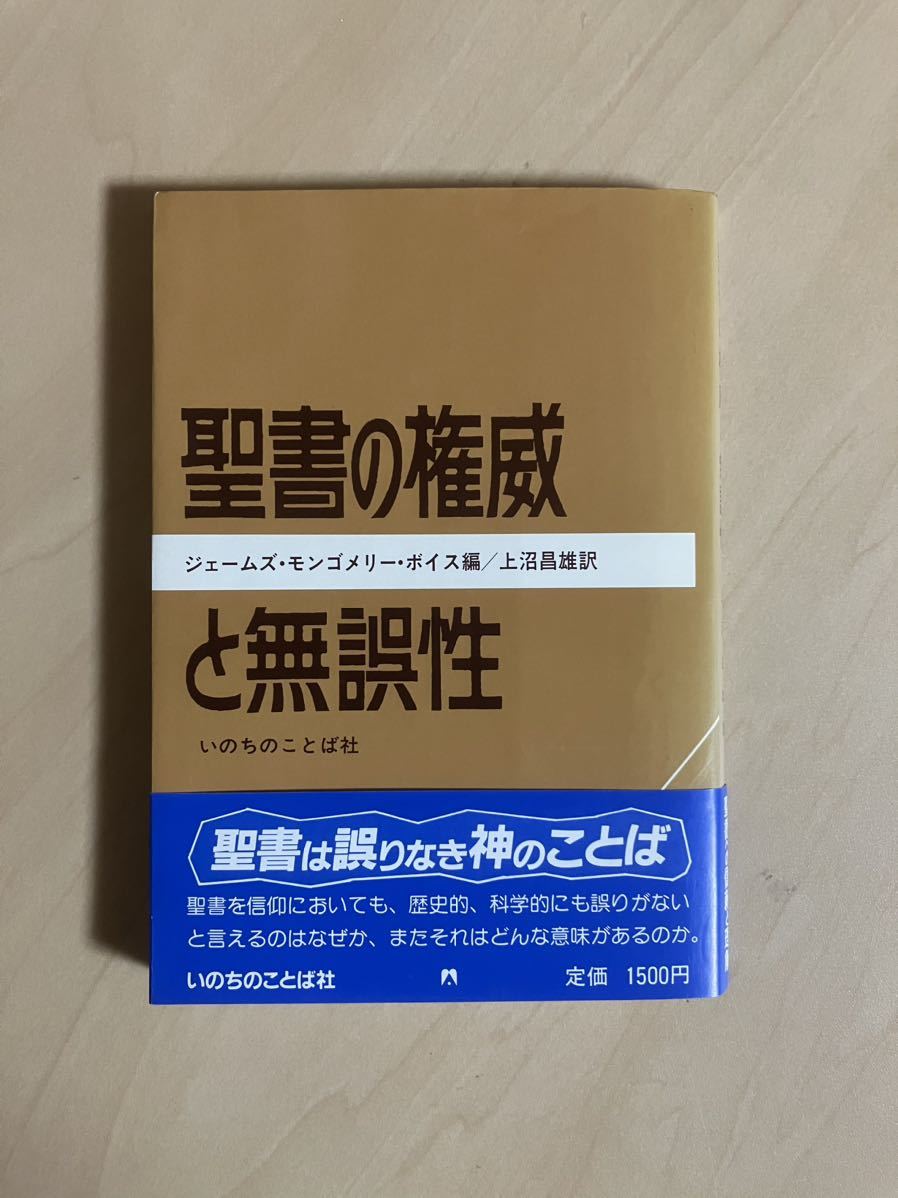 聖書の権威
ジェームズ・モンゴメリー・ボイス編／上沼昌雄訳
と無誤性
いのちのことば社
聖書は誤りなき神のことば
聖書を信仰においても、歴史的、科学的にも誤りがない
と言えるのはなぜか、またそれはどんな意味があるのか。
いのちのことば社
定価 1500円